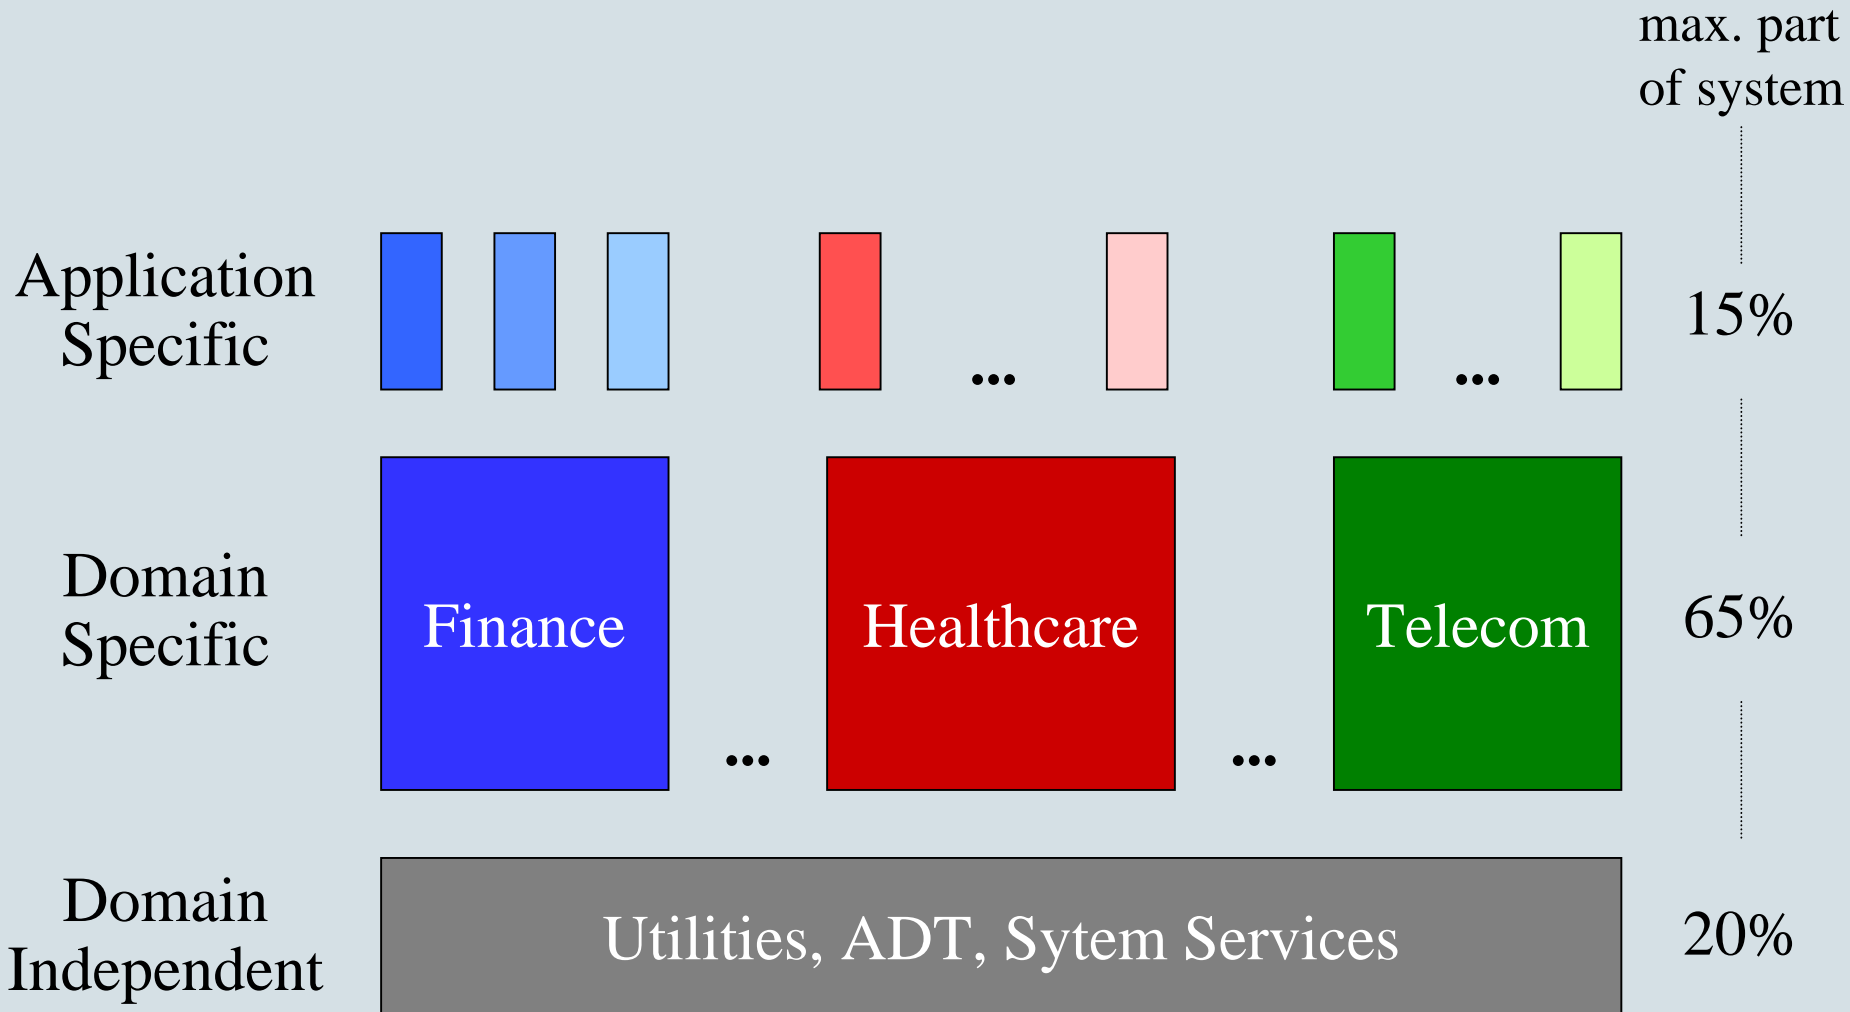 max. part
of system
Application
Specific
...
...
15%
Domain
Specific
Finance
...
Healthcare
...
Telecom
65%
Domain
Independent
Utilities, ADT, Sytem Services
20%